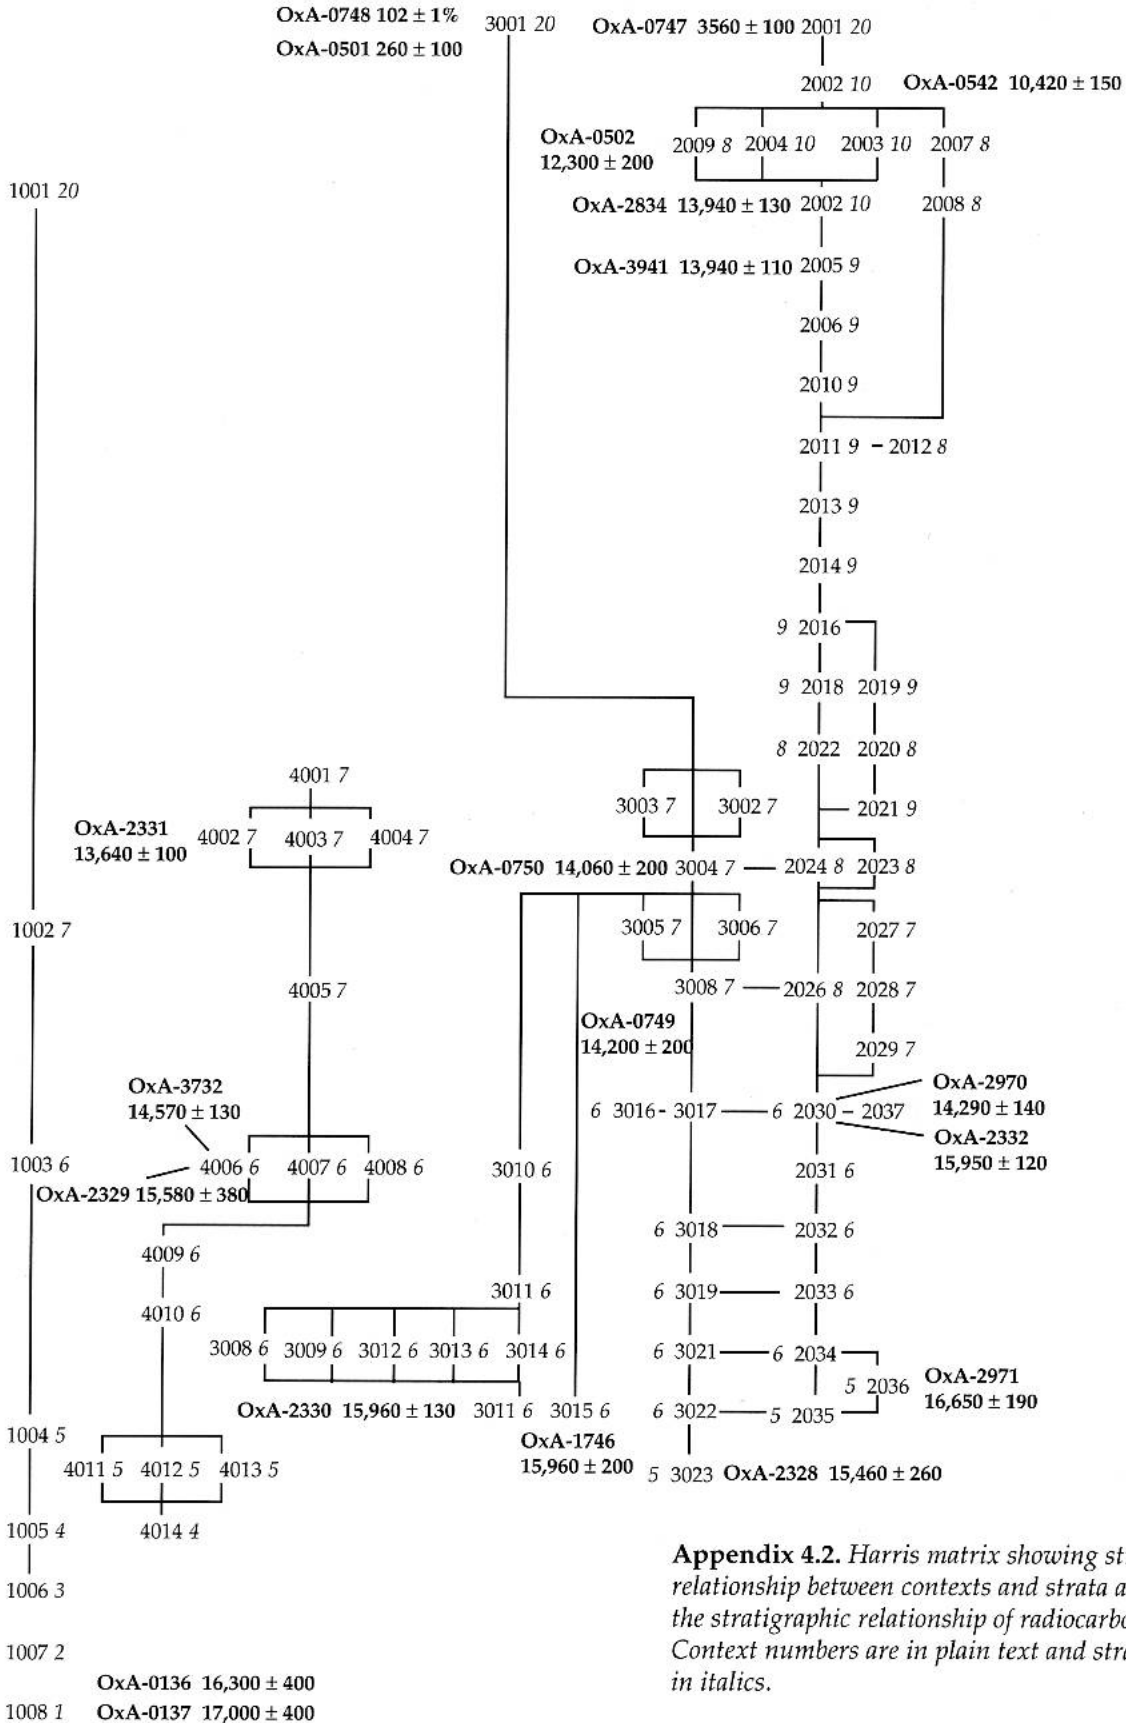 OxA-0748 102 ± 1% 3001 20 OxA-0747 3560 ± 100 2001 20
OxA-0501 260 ± 100
2002 10 OxA-0542 10,420 ± 150
OxA-0502 2009 8 2004 10 2003 10 2007 8
12,300 ± 200
1001 20
OxA-2834 13,940 ± 130 2002 10 2008 8
OxA-3941 13,940 ± 110 2005 9
2006 9
2010 9
2011 9 – 2012 8
2013 9
2014 9
9 2016
9 2018 2019 9
8 2022 2020 8
4001 7
3003 7 3002 7 2021 9
OxA-2331 4002 7 4003 7 4004 7
13,640 ± 100
OxA-0750 14,060 ± 200 3004 7 2024 8 2023 8
1002 7 3005 7 3006 7 2027 7
4005 7 3008 7 2026 8 2028 7
OxA-0749
14,200 ± 200
2029 7
OxA-3732 OxA-2970
14,570 ± 130 6 3016 - 3017 6 2030 – 2037 14,290 ± 140
OxA-2332
15,950 ± 120
1003 6 4006 6 4007 6 4008 6 3010 6 2031 6
OxA-2329 15,580 ± 380
6 3018 2032 6
4009 6
3011 6 6 3019 2033 6
4010 6
3008 6 3009 6 3012 6 3013 6 3014 6 6 3021 6 2034
5 2036 OxA-2971
16,650 ± 190
OxA-2330 15,960 ± 130 3011 6 3015 6 6 3022 5 2035
1004 5
OxA-1746
15,960 ± 200
4011 5 4012 5 4013 5 5 3023 OxA-2328 15,460 ± 260
1005 4 4014 4
Appendix 4.2. Harris matrix showing st
relationship between contexts and strata a
1006 3
the stratigraphic relationship of radiocarbo
Context numbers are in plain text and stra
1007 2
in italics.
OxA-0136 16,300 ± 400
1008 1 OxA-0137 17,000 ± 400